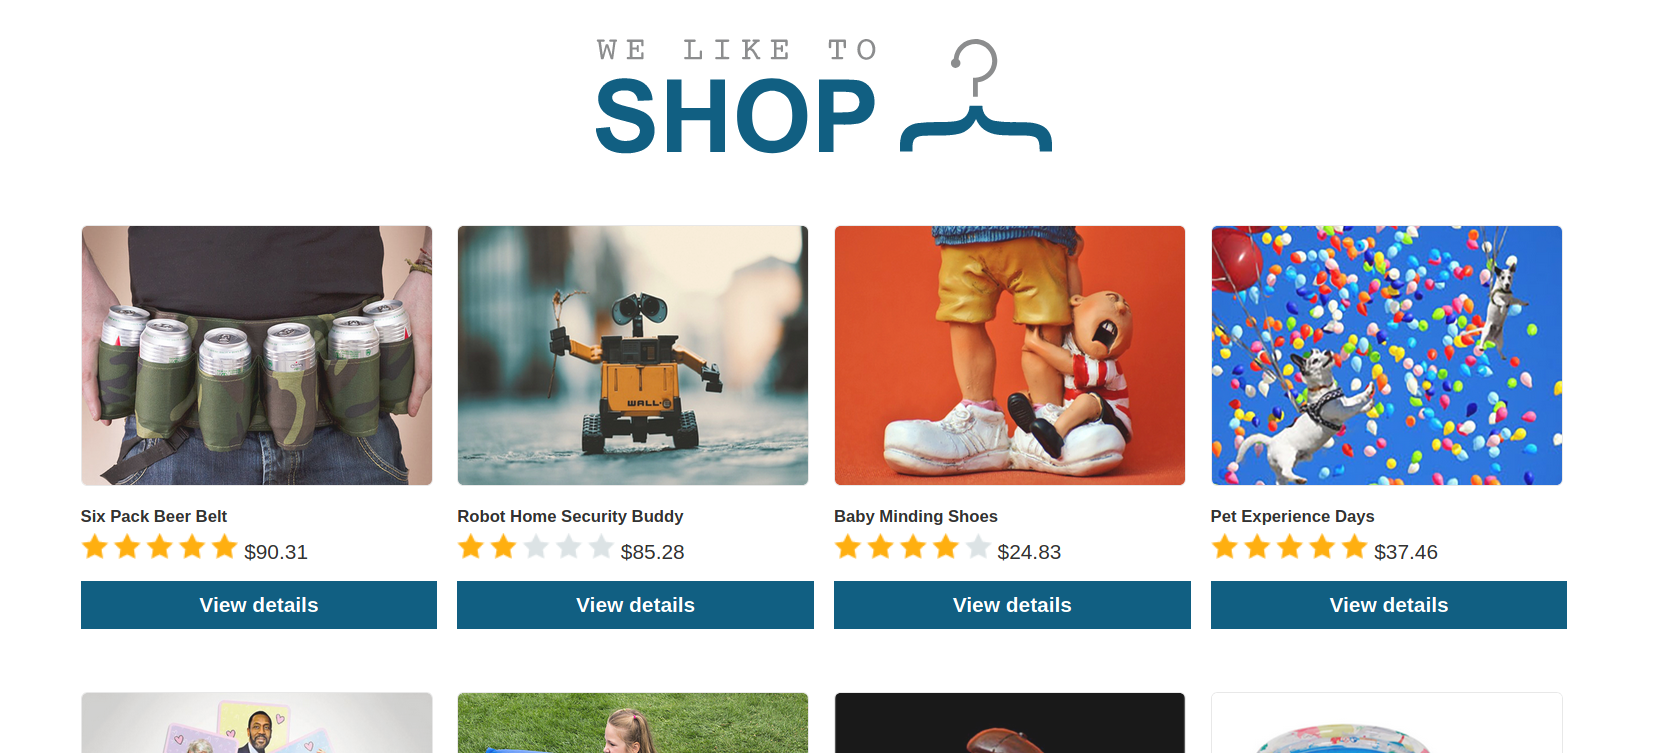 WE LIKE TO
SHOP
WALL·
Six Pack Beer Belt
Robot Home Security Buddy
Baby Minding Shoes
Pet Experience Days
$90.31
$85.28
$24.83
$37.46
View details
View details
View details
View details